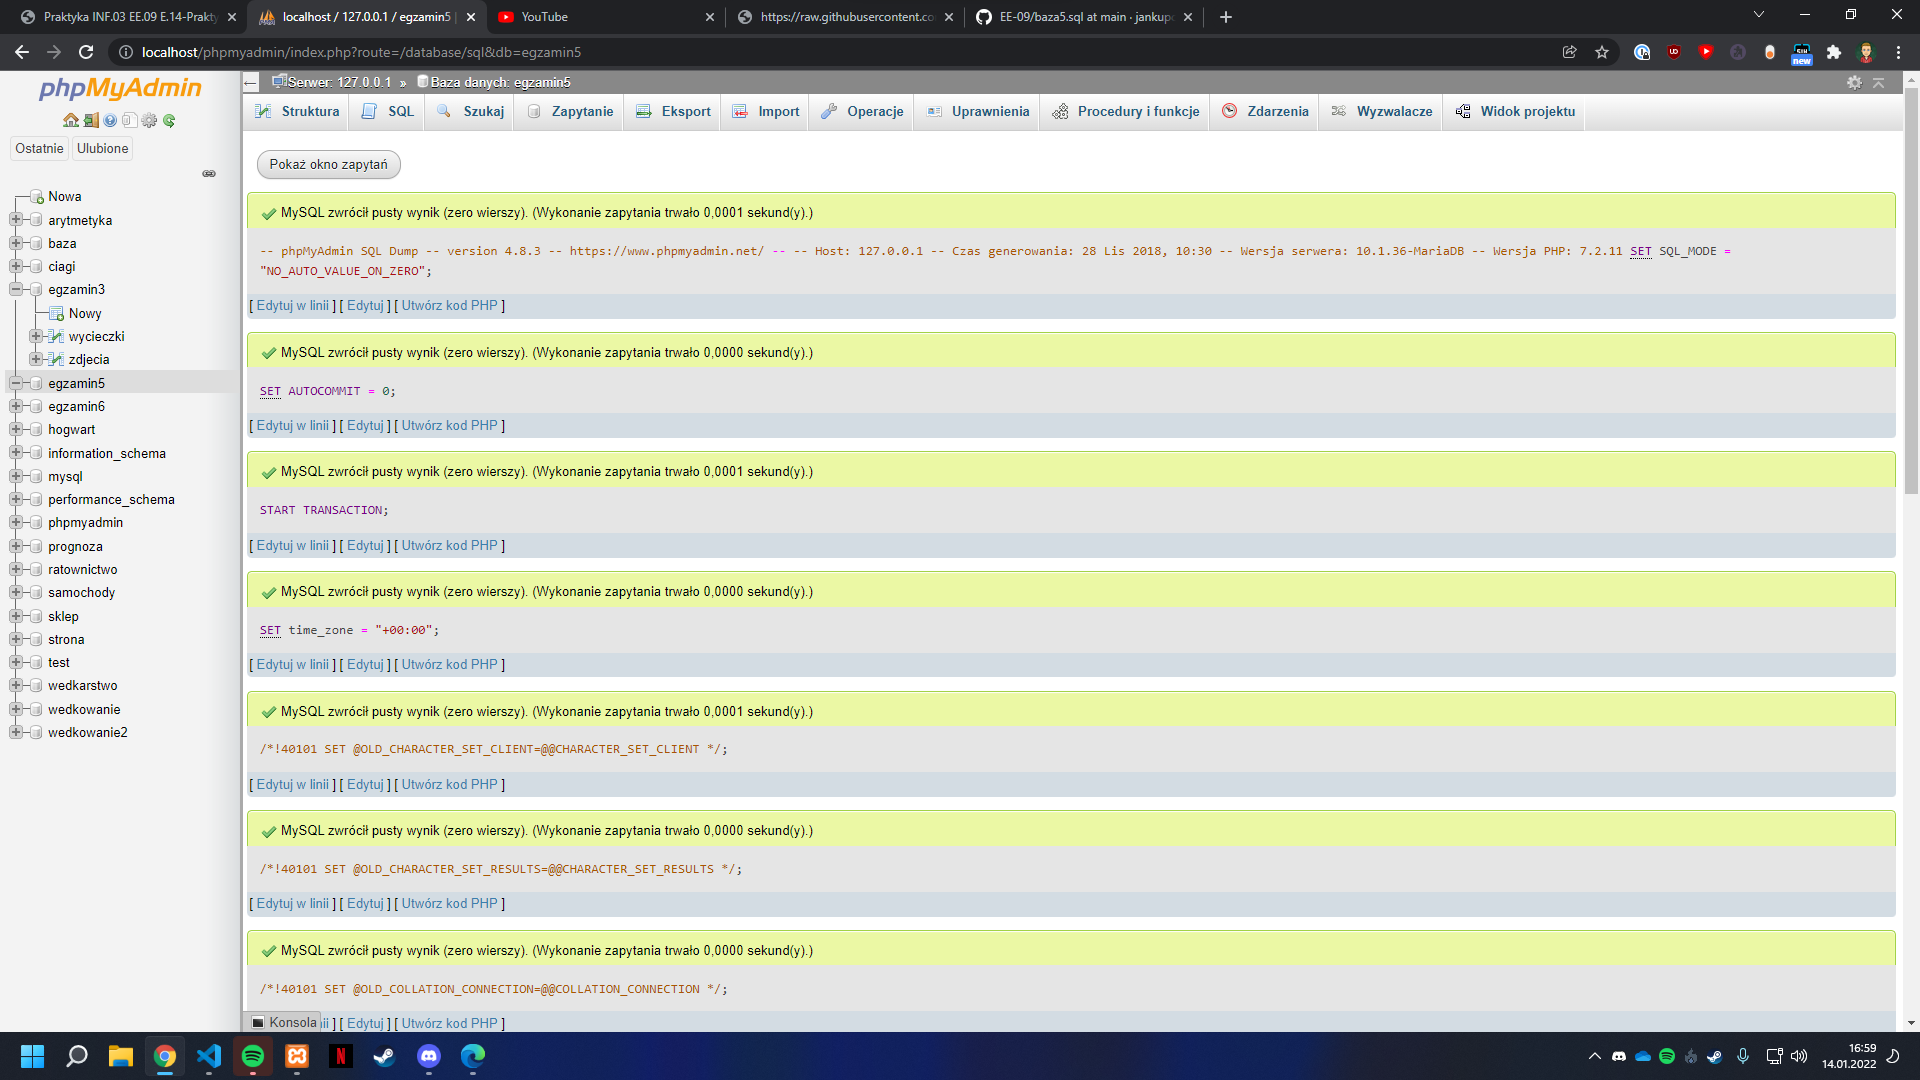 Praktyka INF.03 EE.09 E.14-Prakty
localhost / 127.0.0.1 / egzamin5 |
YouTube
https://raw.githubusercontent.co
EE-09/baza5.sql at main · jankup
localhost/phpmyadmin/index.php?route=/database/sql&db=egzamin5
new
phpMyAdmin
Ostatnie
Ulubione
Nowa
arytmetyka
baza
ciagi
egzamin3
Nowy
wycieczki
zdjecia
egzamin5
egzamin6
hogwart
information_schema
mysql
performance_schema
phpmyadmin
prognoza
ratownictwo
samochody
sklep
strona
test
wedkarstwo
wedkowanie
wedkowanie2
Serwer: 127.0.0.1 » Baza danych: egzamin5
Struktura SQL Szukaj Zapytanie Eksport Import Operacje Uprawnienia Procedury i funkcje Zdarzenia Wyzwalacze Widok projektu
Pokaż okno zapytań
MySQL zwrócił pusty wynik (zero wierszy). (Wykonanie zapytania trwało 0,0001 sekund(y).)
-- phpMyAdmin SQL Dump -- version 4.8.3 -- https://www.phpmyadmin.net/ -- -- Host: 127.0.0.1 -- Czas generowania: 28 Lis 2018, 10:30 -- Wersja serwera: 10.1.36-MariaDB -- Wersja PHP: 7.2.11 SET SQL_MODE =
"NO_AUTO_VALUE_ON_ZERO";
[ Edytuj w linii ] [ Edytuj ] [ Utwórz kod PHP ]
MySQL zwrócił pusty wynik (zero wierszy). (Wykonanie zapytania trwało 0,0000 sekund(y).)
SET AUTOCOMMIT = 0;
[ Edytuj w linii ] [ Edytuj ] [ Utwórz kod PHP ]
MySQL zwrócił pusty wynik (zero wierszy). (Wykonanie zapytania trwało 0,0001 sekund(y).)
START TRANSACTION;
[ Edytuj w linii ] [ Edytuj ] [ Utwórz kod PHP ]
MySQL zwrócił pusty wynik (zero wierszy). (Wykonanie zapytania trwało 0,0000 sekund(y).)
SET time_zone = "+00:00";
[ Edytuj w linii ] [ Edytuj ] [ Utwórz kod PHP ]
MySQL zwrócił pusty wynik (zero wierszy). (Wykonanie zapytania trwało 0,0001 sekund(y).)
/*!40101 SET @OLD_CHARACTER_SET_CLIENT=@@CHARACTER_SET_CLIENT */;
[ Edytuj w linii ] [ Edytuj ] [ Utwórz kod PHP ]
MySQL zwrócił pusty wynik (zero wierszy). (Wykonanie zapytania trwało 0,0000 sekund(y).)
/*!40101 SET @OLD_CHARACTER_SET_RESULTS=@@CHARACTER_SET_RESULTS */;
[ Edytuj w linii ] [ Edytuj ] [ Utwórz kod PHP ]
MySQL zwrócił pusty wynik (zero wierszy). (Wykonanie zapytania trwało 0,0000 sekund(y).)
/*!40101 SET @OLD_COLLATION_CONNECTION=@@COLLATION_CONNECTION */;
Konsola ii ] [ Edytuj ] [ Utwórz kod PHP ]
16:59
14.01.2022